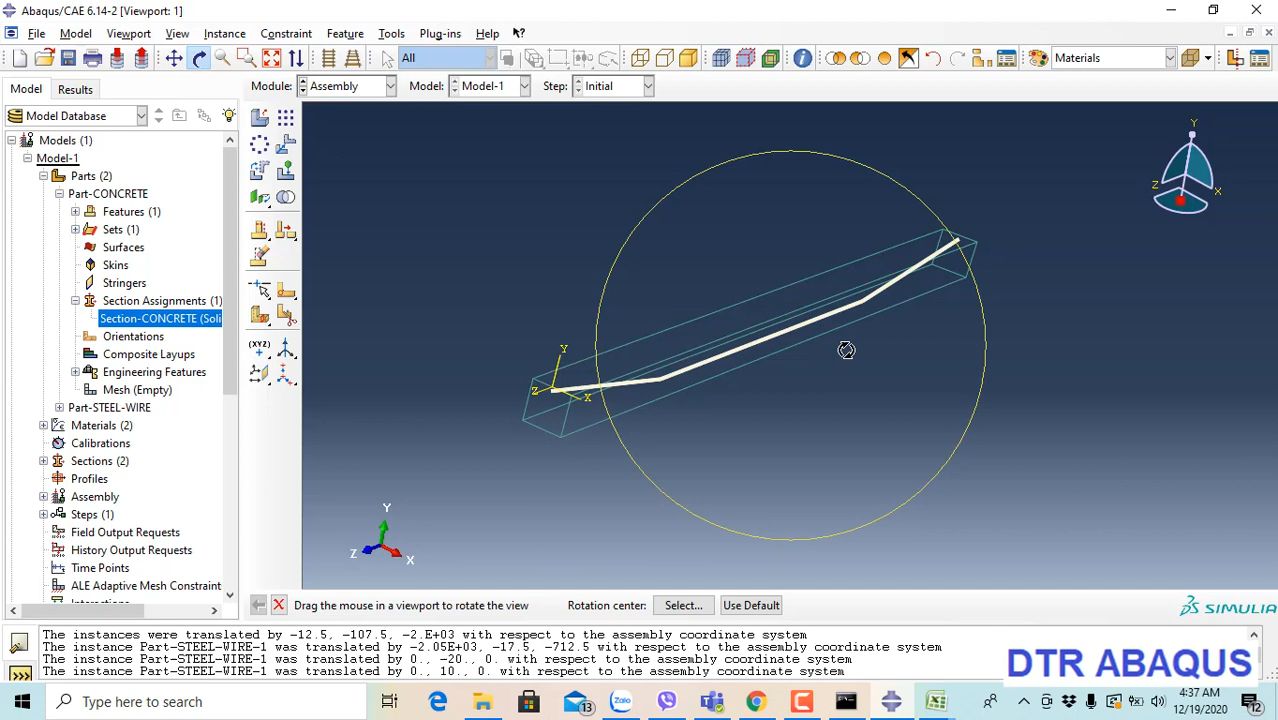 Abaqus/CAE 6.14-2 [Viewport: 1]
File Model Viewport View Instance Constraint Feature Tools Plug-ins Help
All
Materials
Model Results
Module: Assembly Model: Model-1 Step: Initial
Model Database
Models (1)
Model-1
Parts (2)
Part-CONCRETE
Features (1)
Sets (1)
Surfaces
Skins
Stringers
Section Assignments (1)
Section-CONCRETE (Soli
Orientations
Composite Layups
Engineering Features
Mesh (Empty)
Part-STEEL-WIRE
Materials (2)
Calibrations
Sections (2)
Profiles
Assembly
Steps (1)
Field Output Requests
History Output Requests
Time Points
ALE Adaptive Mesh Constraint
(XYZ)
Y
Z
X
Y
Z
X
Y
Z
X
Drag the mouse in a viewport to rotate the view Rotation center: Select... Use Default
SIMULIA
The instances were translated by -12.5, -107.5, -2.E+03 with respect to the assembly coordinate system
The instance Part-STEEL-WIRE-1 was translated by -2.05E+03, -17.5, -712.5 with respect to the assembly coordinate system
The instance Part-STEEL-WIRE-1 was translated by 0., -20., 0. with respect to the assembly coordinate system
The instance Part-STEEL-WIRE-1 was translated by 0., 10., 0. with respect to the assembly coordinate system
DTR ABAQUS
Type here to search
13
Zalo
4:37 AM
12/19/2020
12